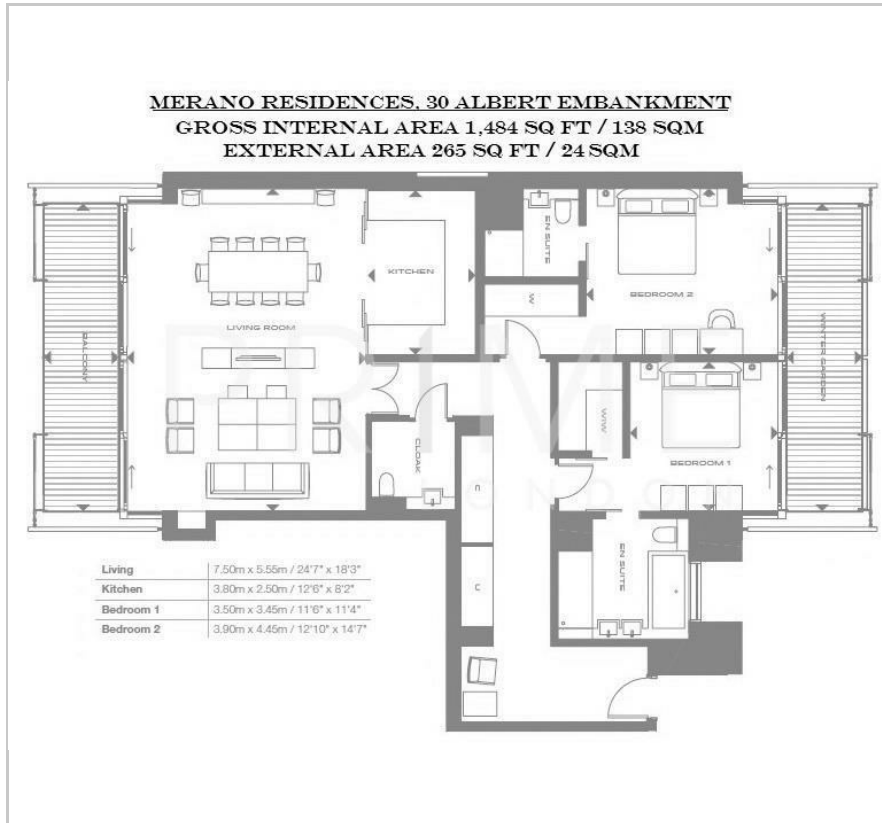 MERANO RESIDENCES, 30 ALBERT EMBANKMENT
GROSS INTERNAL AREA 1,484 SQ FT / 138 SQM
EXTERNAL AREA 265 SQ FT / 24 SQM
EN SUITE
KITCHEN
BEDROOM 2
W
LIVING ROOM
BALCONY
WINTER GARDEN
PRIME
LONDON
WIW
CLOAK
BEDROOM 1
C
C
EN SUITE
Living 7.50m x 5.55m / 24'7" x 18'3"
Kitchen 3.80m x 2.50m / 12'6" x 8'2"
Bedroom 1 3.50m x 3.45m / 11'6" x 11'4"
Bedroom 2 3.90m x 4.45m / 12'10" x 14'7"